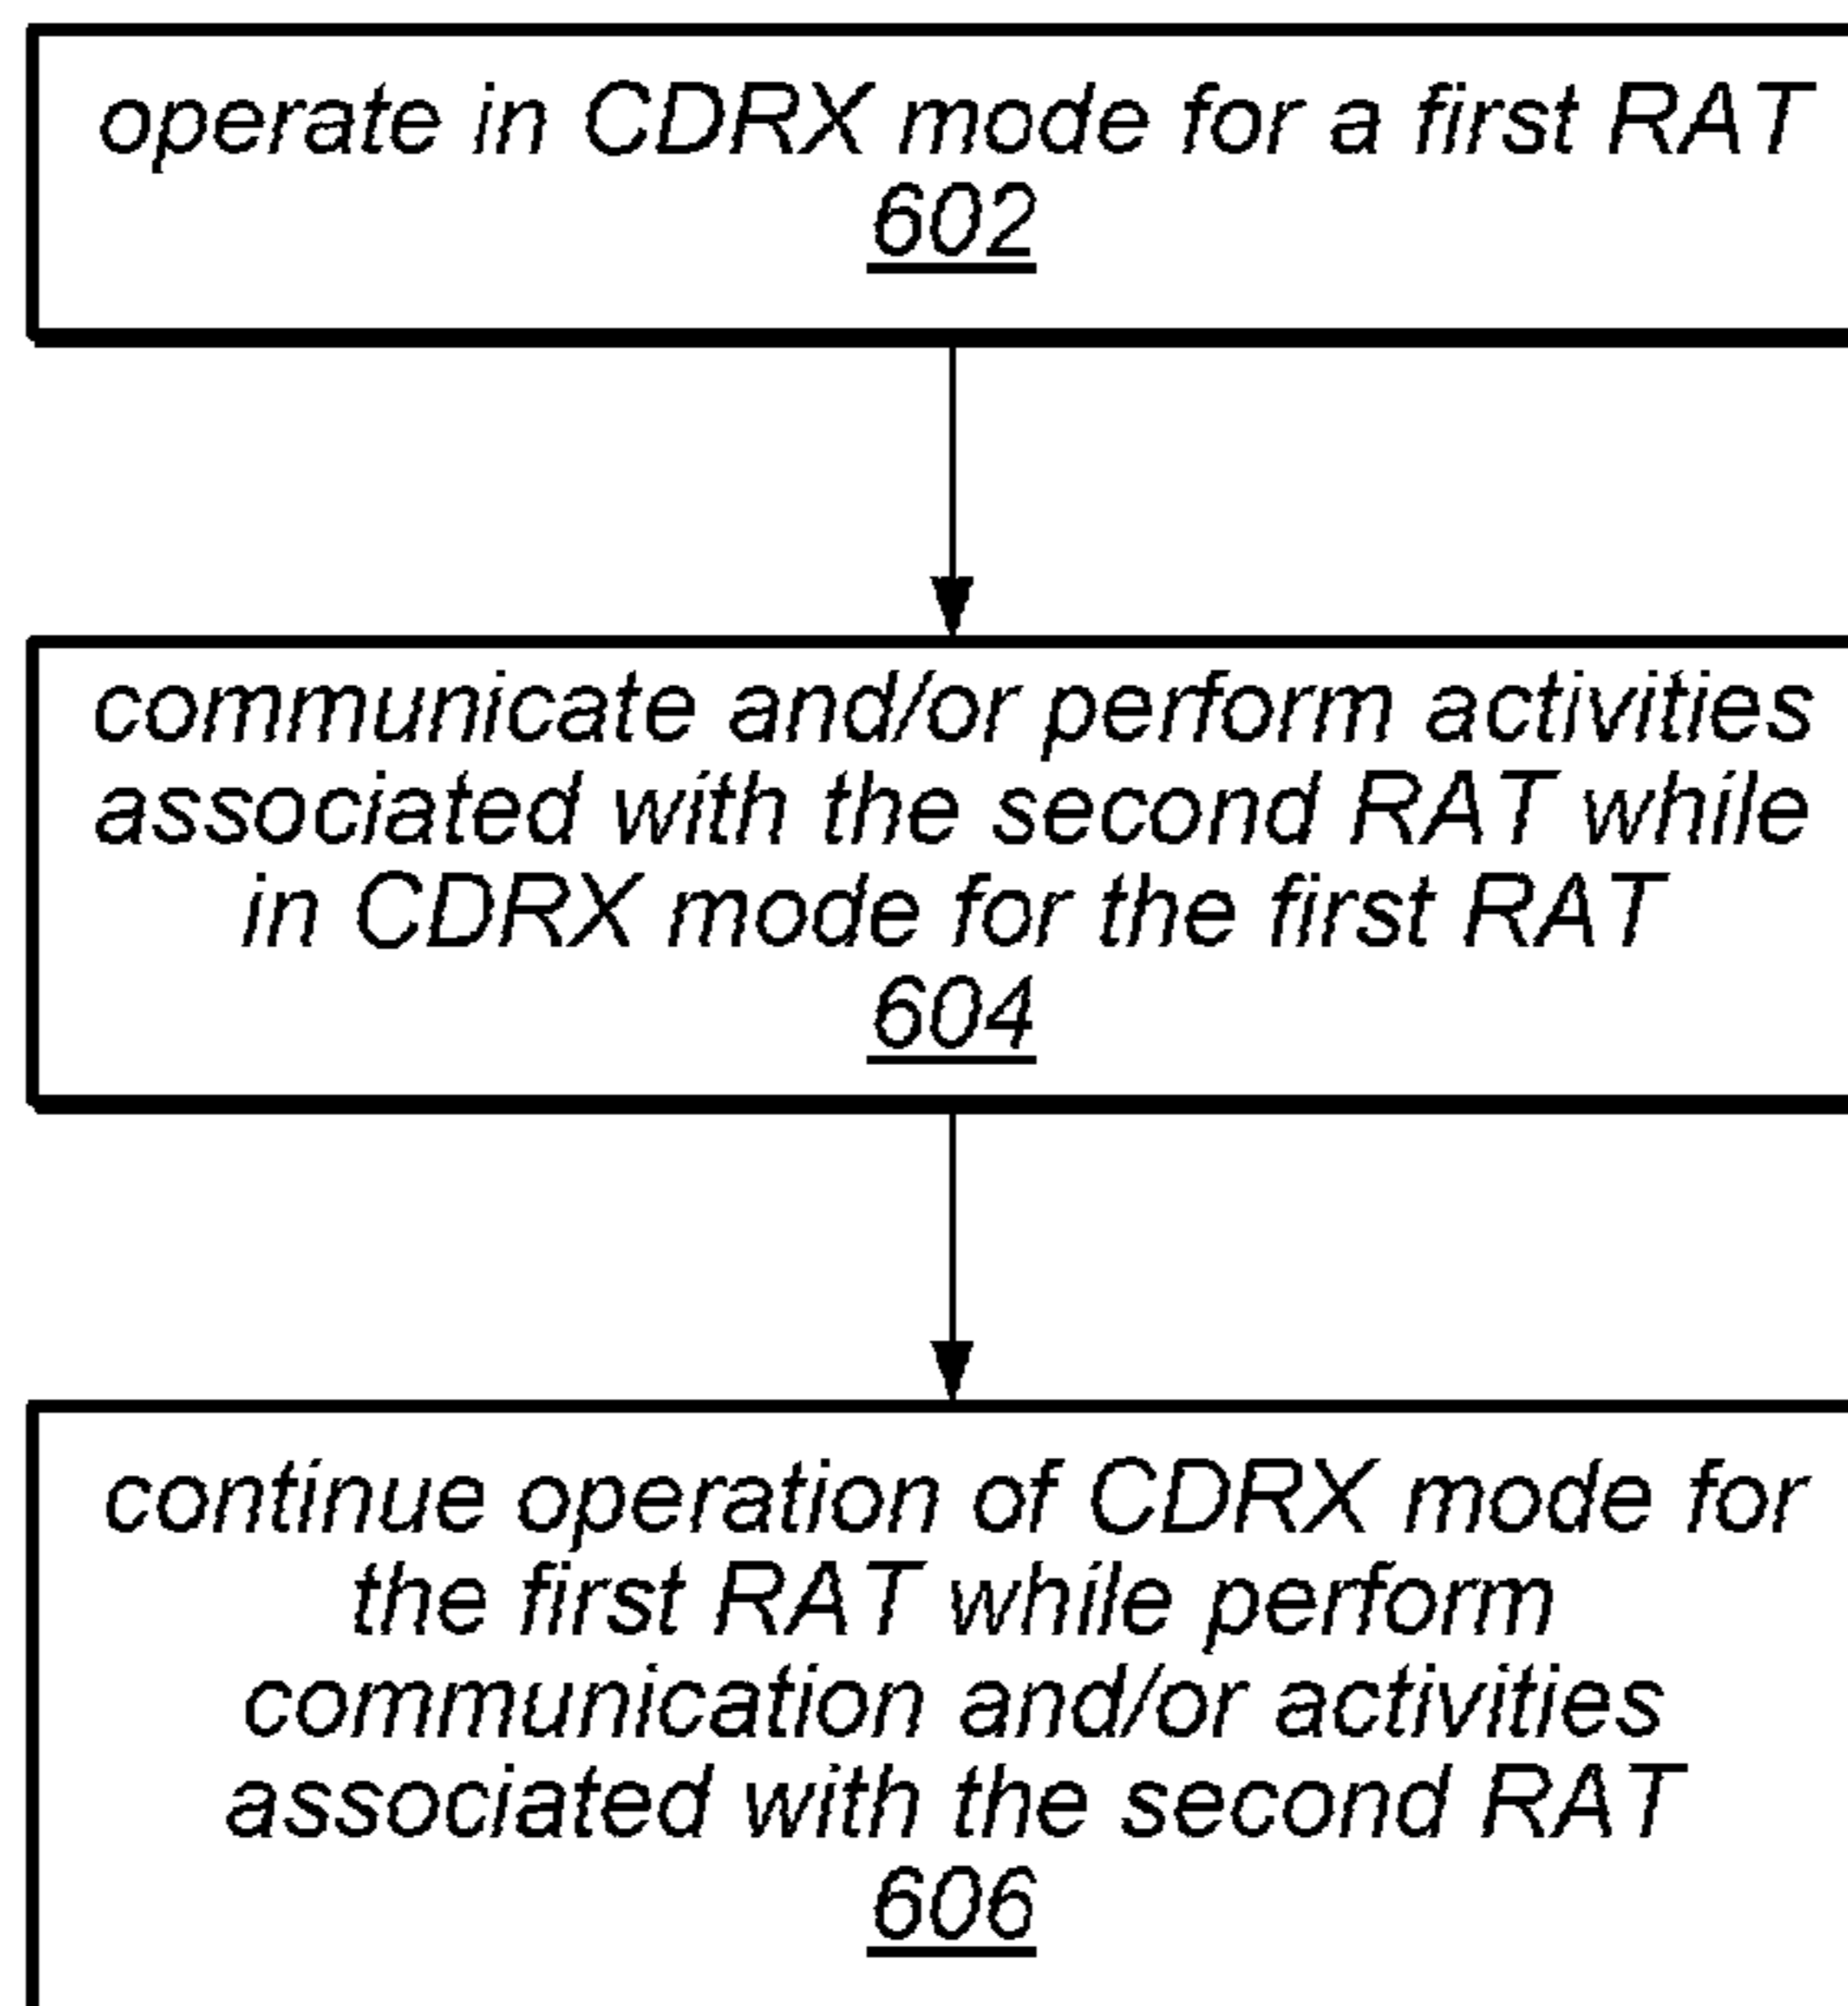 operate in CDRX mode for a first RAT
602
communicate and/or perform activities
associated with the second RAT while
in CDRX mode for the first RAT
604
continue operation of CDRX mode for
the first RAT while perform
communication and/or activities
associated with the second RAT
606